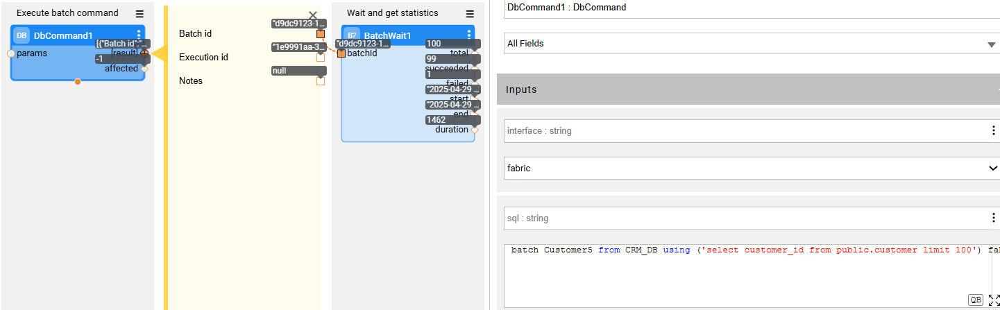 Execute batch command
DB DbCommand1
params
[{"Batch id":"...
[result]
-1
affected
"d9dc9123-1...
Batch id
"1e9991aa-3...
Execution id
null
Notes
Wait and get statistics
B? BatchWait1
"d9dc9123-1...
batchId
100
total
99
succeeded
1
failed
"2025-04-29 ...
start
"2025-04-29 ...
end
1462
duration
DbCommand1 : DbCommand
All Fields
Inputs
interface : string
fabric
sql : string
batch Customer5 from CRM_DB using ('select customer_id from public.customer limit 100') fa
QB